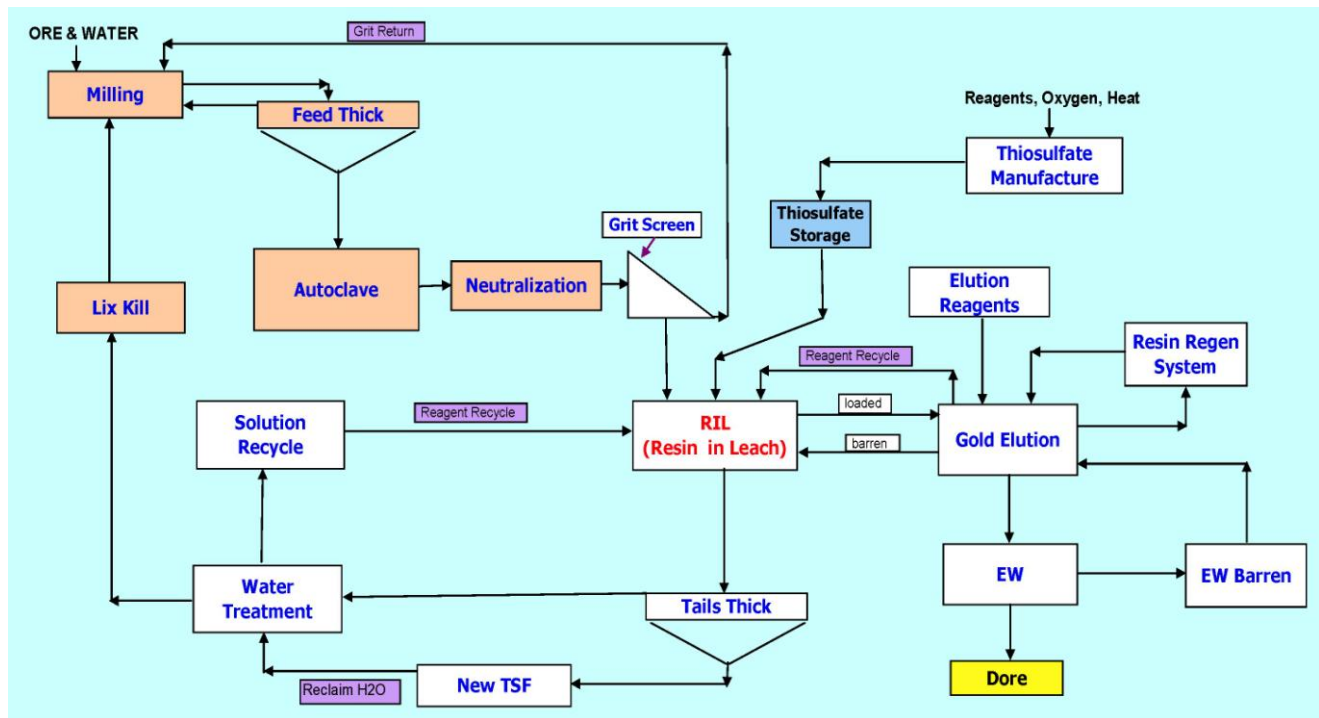 ORE & WATER
Grit Return
Milling
Feed Thick
Reagents, Oxygen, Heat
Thiosulfate
Manufacture
Thiosulfate
Storage
Grit Screen
Autoclave
Neutralization
Lix Kill
Elution
Reagents
Resin Regen
System
Reagent Recycle
Solution
Recycle
Reagent Recycle
RIL
(Resin in Leach)
loaded
barren
Gold Elution
Water
Treatment
Tails Thick
EW
EW Barren
Reclaim H2O
New TSF
Dore